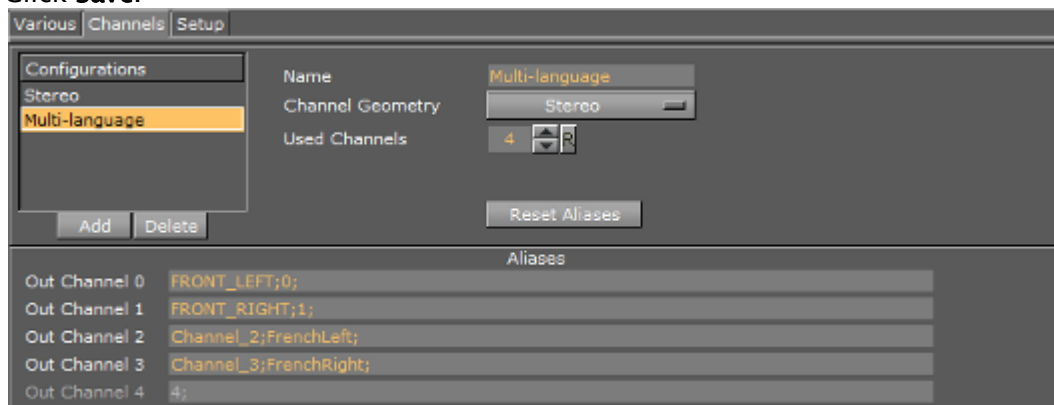 Click Save.
Various Channels Setup
Configurations
Stereo
Multi-language
Add Delete
Name Multi-language
Channel Geometry Stereo
Used Channels 4 R
Reset Aliases
Aliases
Out Channel 0 FRONT_LEFT;0;
Out Channel 1 FRONT_RIGHT;1;
Out Channel 2 Channel_2;FrenchLeft;
Out Channel 3 Channel_3;FrenchRight;
Out Channel 4 4;